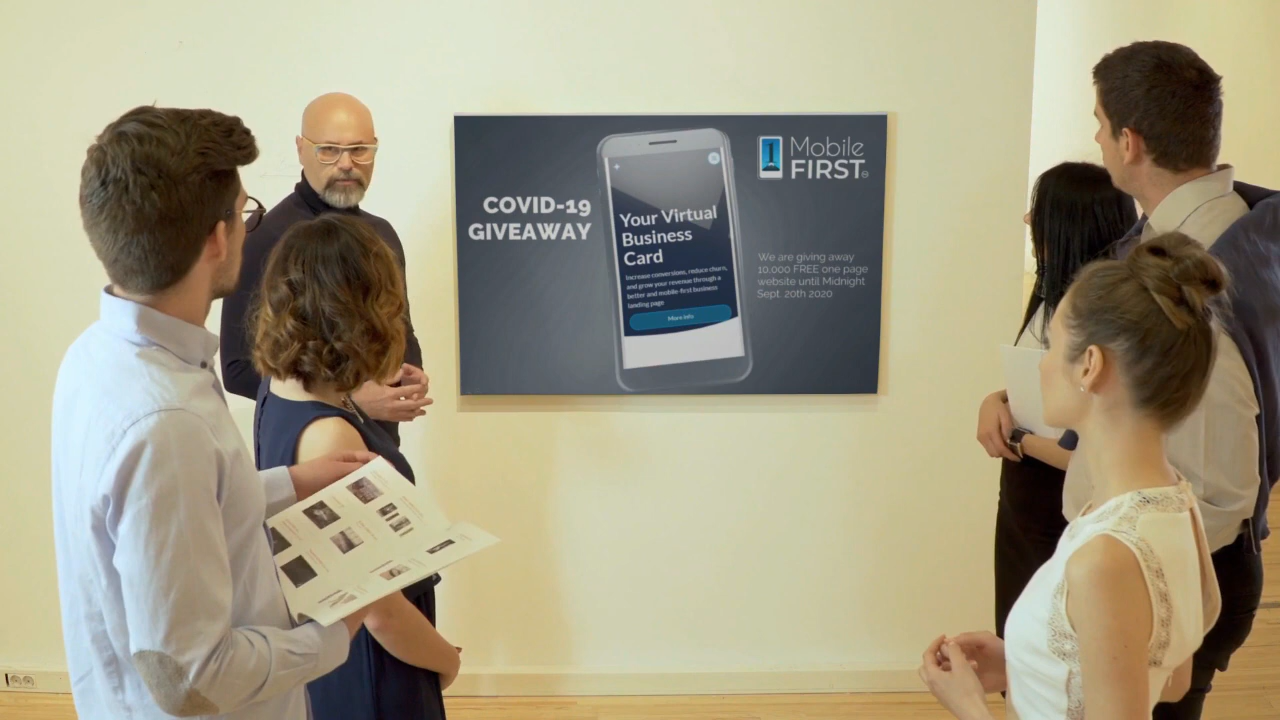 COVID-19
GIVEAWAY
Your Virtual
Business
Card
Increase conversions, reduce churn,
and grow your revenue through a
better and mobile-first business
landing page
More Info
1
Mobile
FIRST
We are giving away
10,000 FREE one page
website until Midnight
Sept. 20th 2020